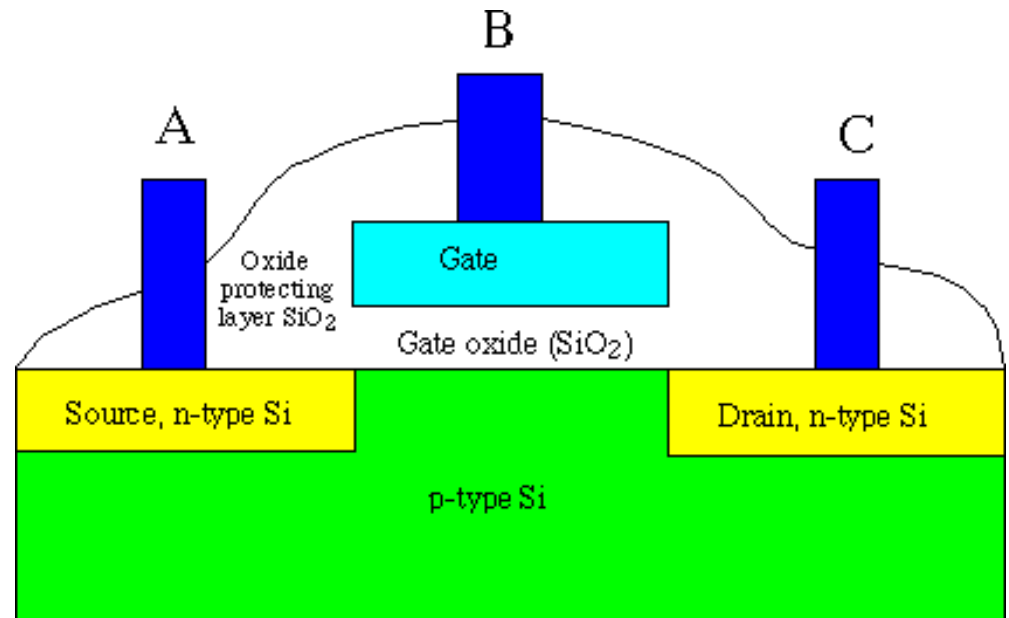 B
A
C
Oxide
protecting
layer SiO₂
Gate
Gate oxide (SiO₂)
Source, n-type Si
Drain, n-type Si
p-type Si